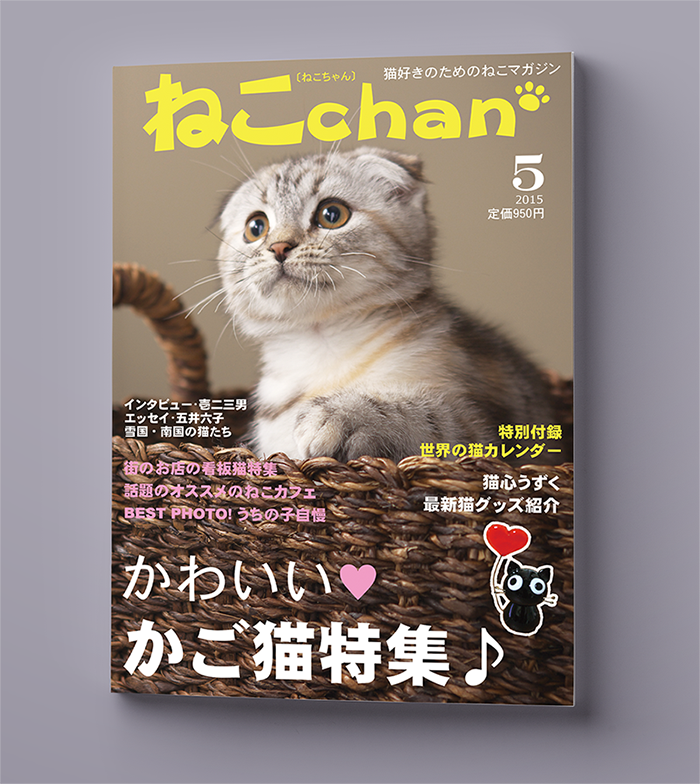 猫好きのためのねこマガジン
〔ねこちゃん〕
ねこchan
5
2015
定価950円
インタビュー・壱二三男
エッセイ・五井六子
雪国・南国の猫たち
街のお店の看板猫特集
話題のオススメのねこカフェ
BEST PHOTO! うちの子自慢
特別付録
世界の猫カレンダー
猫心うずく
最新猫グッズ紹介
かわいい♥
かご猫特集♪